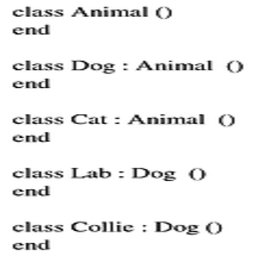 class Animal ()
end
class Dog : Animal ()
end
class Cat : Animal ()
end
class Lab : Dog ()
end
class Collie : Dog ()
end